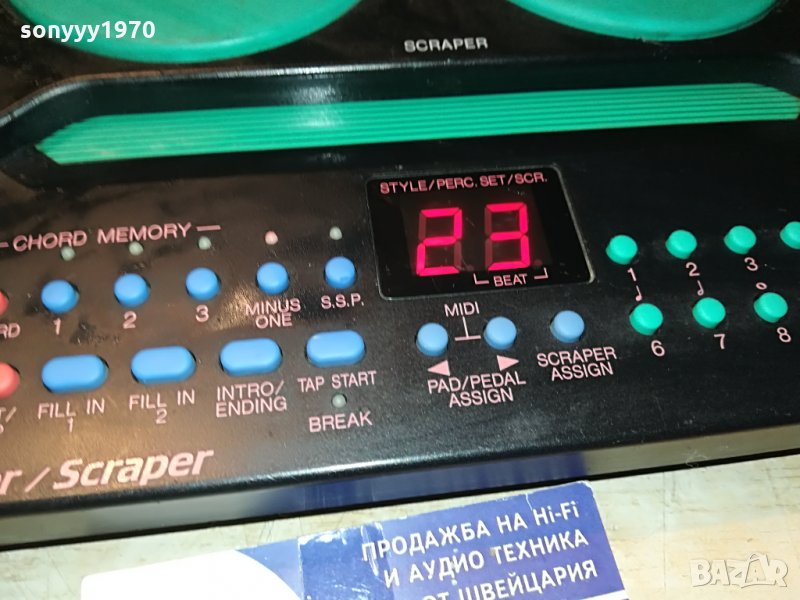 sonyyy1970
SCRAPER
STYLE/PERC. SET/SCR.
23
BEAT
CHORD MEMORY
1 2 3 MINUS ONE S.S.P.
MIDI
1 2 3
FILL IN 1
FILL IN 2
INTRO/ENDING
TAP START
BREAK
PAD/PEDAL ASSIGN
SCRAPER ASSIGN
6 7 8
/Scraper
ПРОДАЖБА НА Hi-Fi
И АУДИО ТЕХНИКА
ОТ ШВЕЙЦАРИЯ
BAZAR